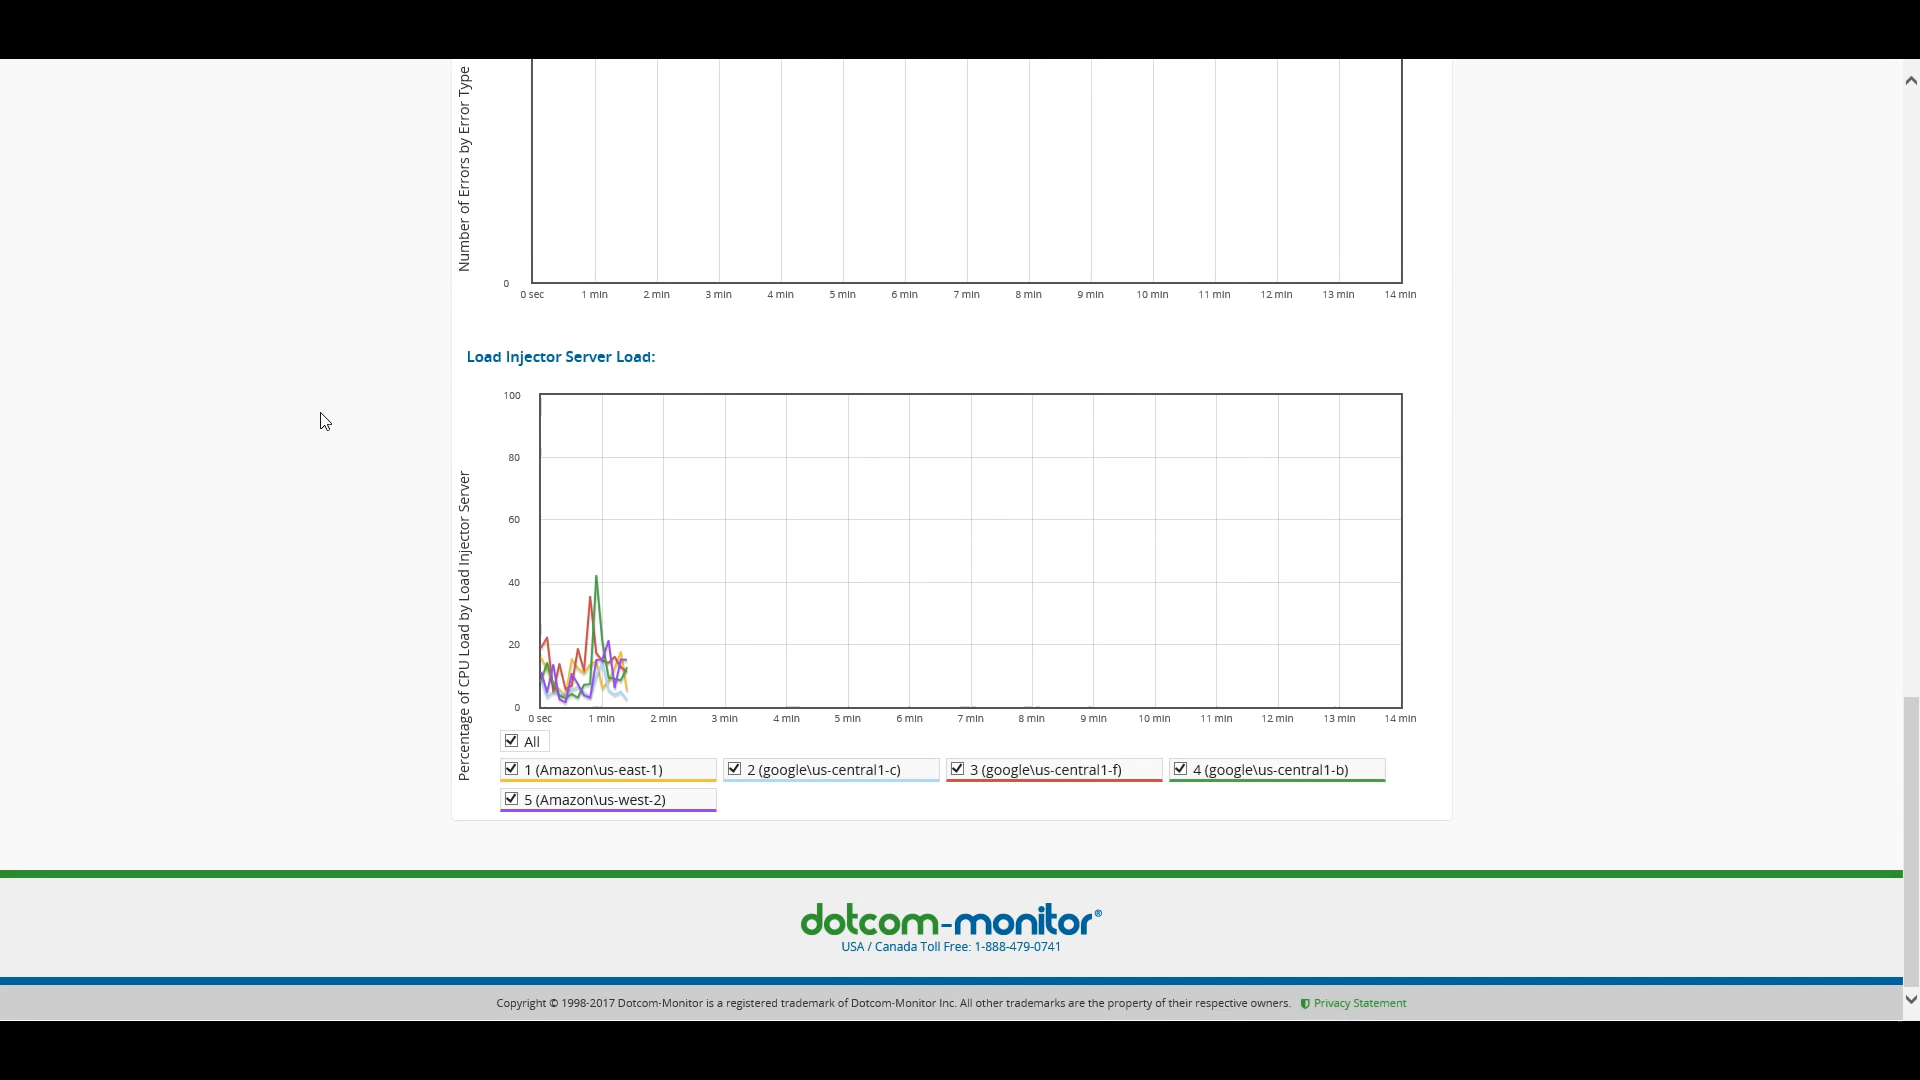 Number of Errors by Error Type
0
0 sec 1 min 2 min 3 min 4 min 5 min 6 min 7 min 8 min 9 min 10 min 11 min 12 min 13 min 14 min
Load Injector Server Load:
Percentage of CPU Load by Load Injector Server
100
80
60
40
20
0
0 sec 1 min 2 min 3 min 4 min 5 min 6 min 7 min 8 min 9 min 10 min 11 min 12 min 13 min 14 min
All
1 (Amazon\us-east-1) 2 (google\us-central1-c) 3 (google\us-central1-f) 4 (google\us-central1-b)
5 (Amazon\us-west-2)
dotcom-monitor®
USA / Canada Toll Free: 1-888-479-0741
Copyright © 1998-2017 Dotcom-Monitor is a registered trademark of Dotcom-Monitor Inc. All other trademarks are the property of their respective owners. Privacy Statement